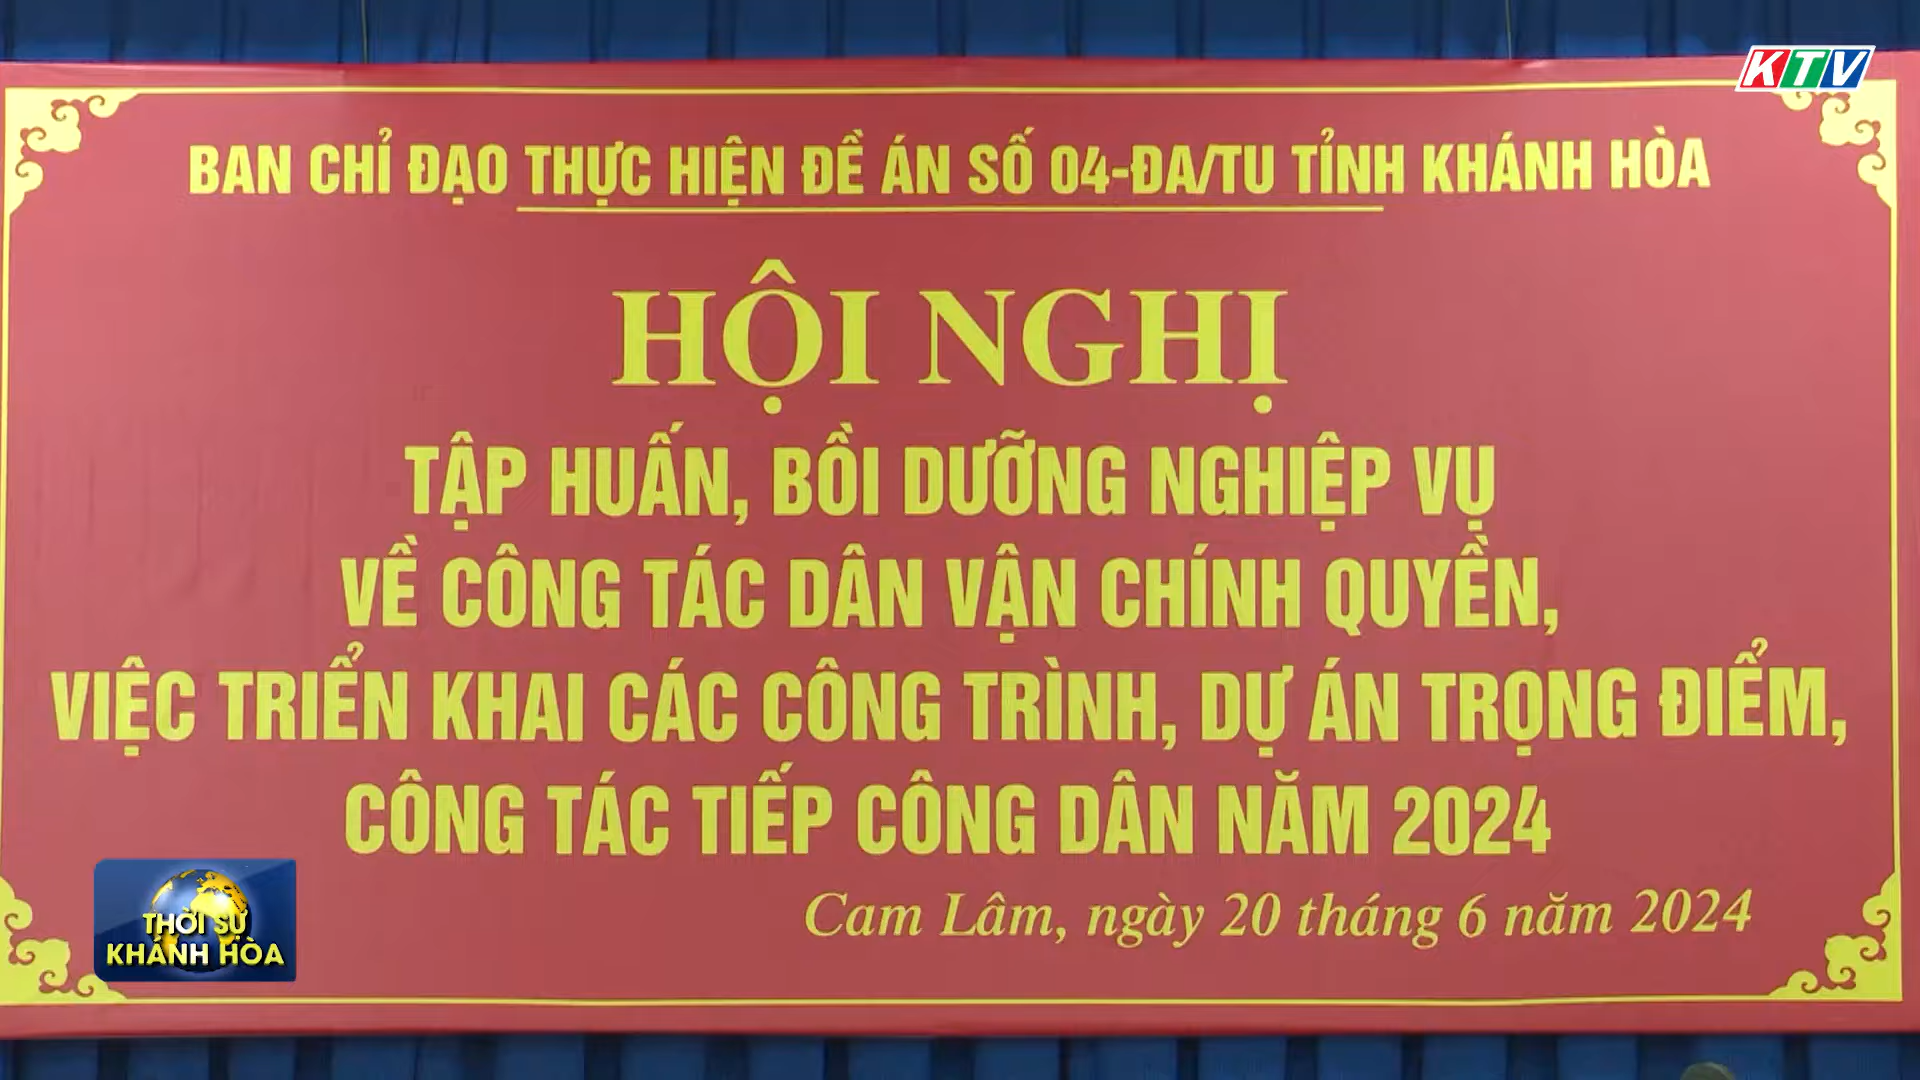 KTV
BAN CHỈ ĐẠO THỰC HIỆN ĐỀ ÁN SỐ 04-ĐA/TU TỈNH KHÁNH HÒA
HỘI NGHỊ
TẬP HUẤN, BỒI DƯỠNG NGHIỆP VỤ
VỀ CÔNG TÁC DÂN VẬN CHÍNH QUYỀN,
VIỆC TRIỂN KHAI CÁC CÔNG TRÌNH, DỰ ÁN TRỌNG ĐIỂM,
CÔNG TÁC TIẾP CÔNG DÂN NĂM 2024
Cam Lâm, ngày 20 tháng 6 năm 2024
THỜI SỰ
KHÁNH HÒA